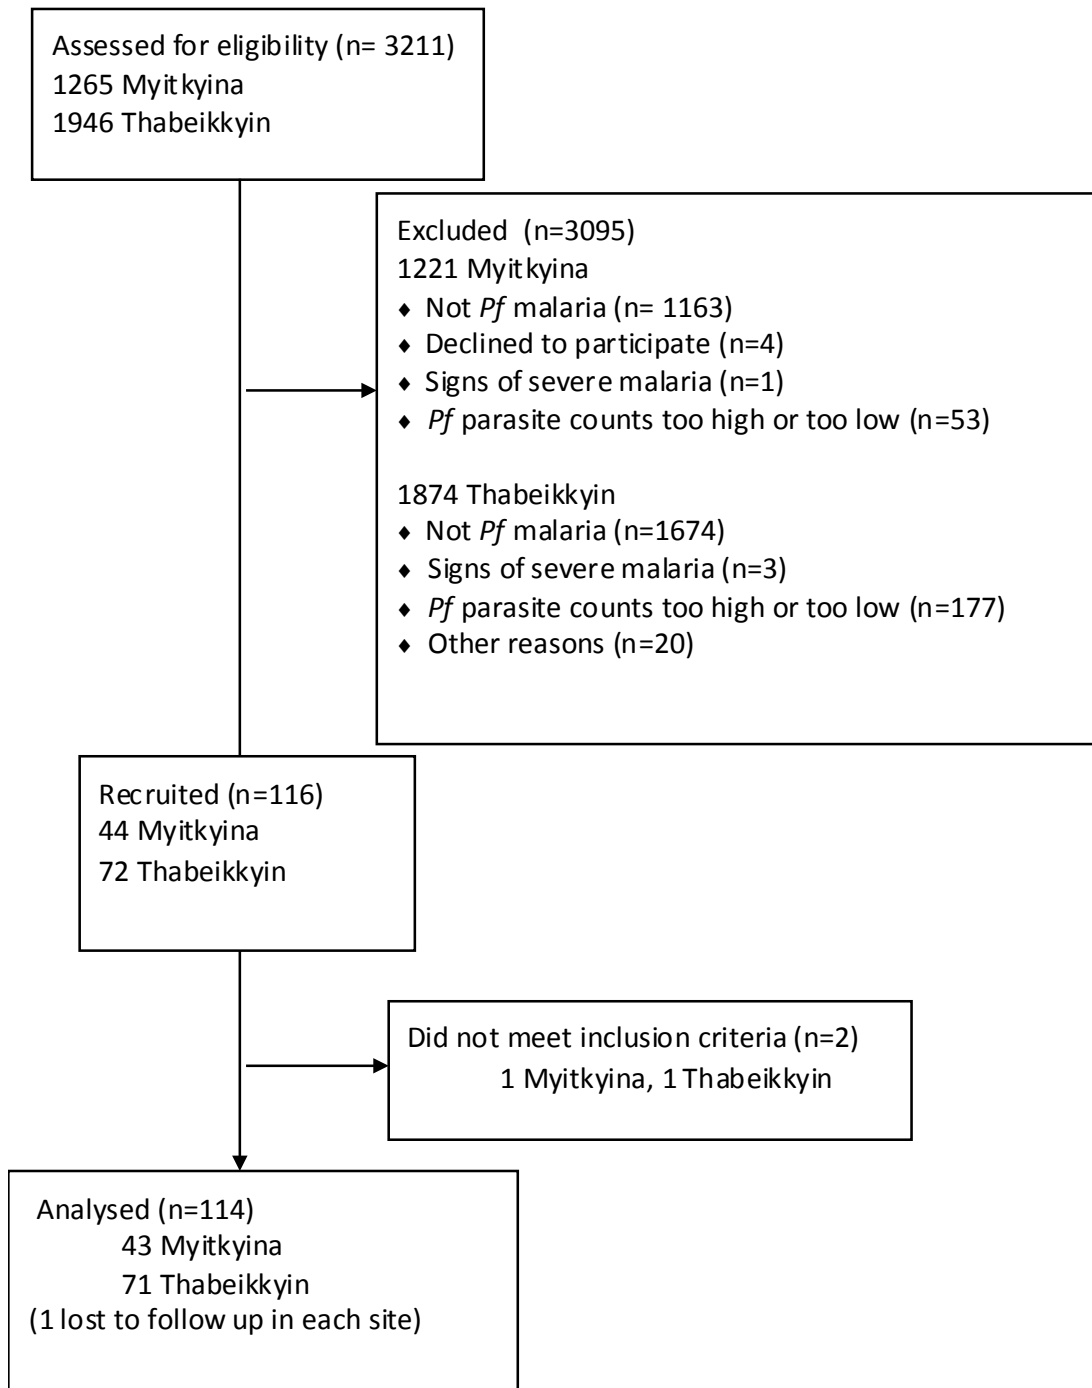 Assessed for eligibility (n= 3211)
1265 Myitkyina
1946 Thabeikkyin
Excluded  (n=3095)
1221 Myitkyina
♦ Not Pf malaria (n= 1163)
♦ Declined to participate (n=4)
♦ Signs of severe malaria (n=1)
♦ Pf parasite counts too high or too low (n=53)
1874 Thabeikkyin
♦ Not Pf malaria (n=1674)
♦ Signs of severe malaria (n=3)
♦ Pf parasite counts too high or too low (n=177)
♦ Other reasons (n=20)
Recruited (n=116)
44 Myitkyina
72 Thabeikkyin
Did not meet inclusion criteria (n=2)
1 Myitkyina, 1 Thabeikkyin
Analysed (n=114)
43 Myitkyina
71 Thabeikkyin
(1 lost to follow up in each site)